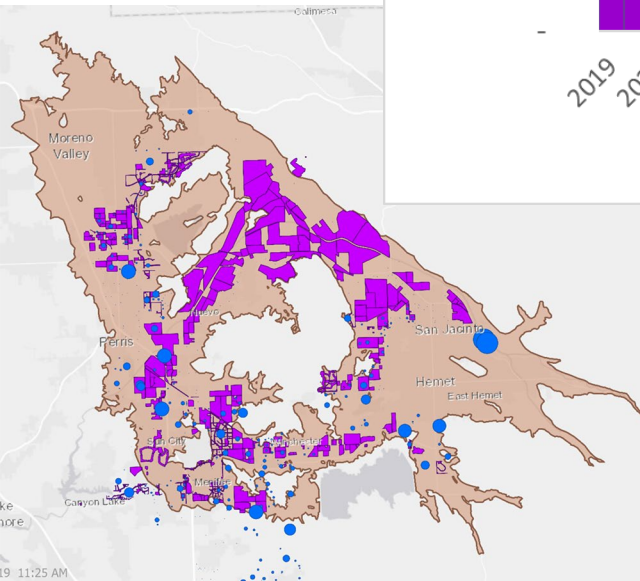 Calimesa
-
2019
Moreno
Valley
Nuevo
Perris
San Jacinto
Hemet
East Hemet
Sun City
Winchester
Menifee
Canyon Lake
19 11:25 AM